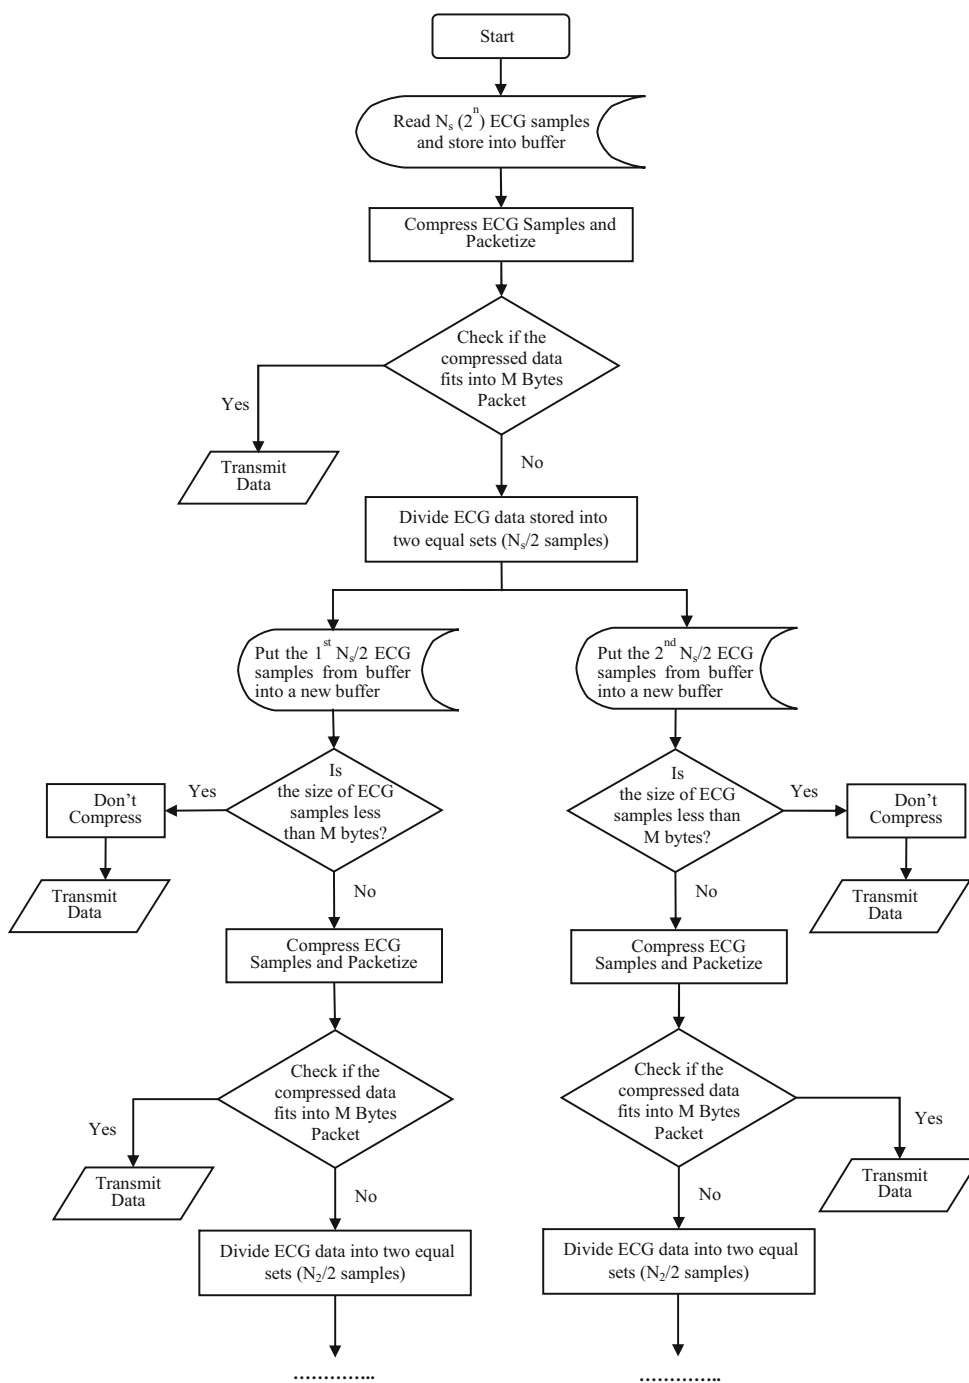 Start
Read Ns (2^n) ECG samples
and store into buffer
Compress ECG Samples and
Packetize
Check if the
compressed data
fits into M Bytes
Packet
Yes
Transmit
Data
No
Divide ECG data stored into
two equal sets (Ns/2 samples)
Put the 1st Ns/2 ECG
samples from buffer
into a new buffer
Put the 2nd Ns/2 ECG
samples from buffer
into a new buffer
Is
the size of ECG
samples less
than M bytes?
Yes
Don't
Compress
Transmit
Data
No
Is
the size of ECG
samples less than
M bytes?
Yes
Don't
Compress
Transmit
Data
No
Compress ECG
Samples and Packetize
Compress ECG
Samples and Packetize
Check if the
compressed data
fits into M Bytes
Packet
Yes
Transmit
Data
No
Check if the
compressed data
fits into M Bytes
Packet
Yes
Transmit
Data
No
Divide ECG data into two equal
sets (N2/2 samples)
Divide ECG data into two equal
sets (N2/2 samples)
..............
..............